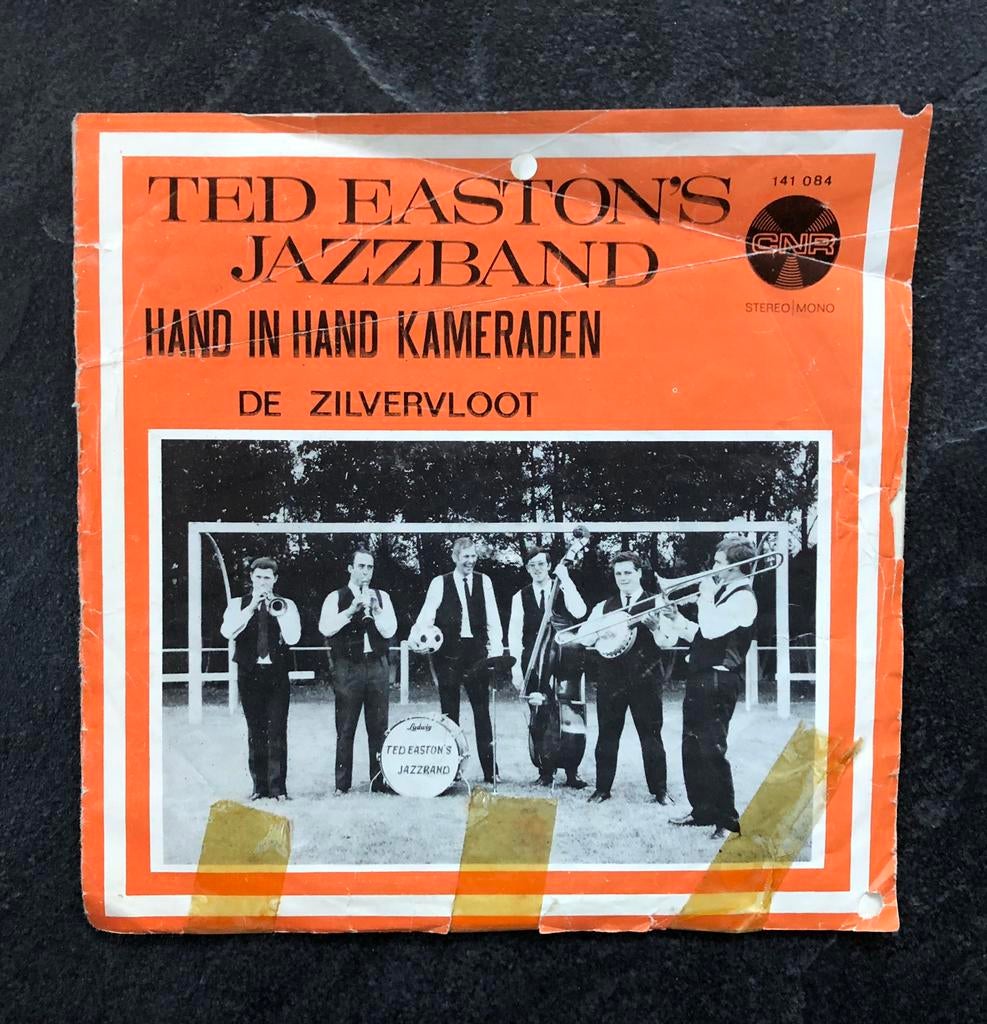 TED EASTON'S
JAZZBAND
141 084
CNR
STEREO|MONO
HAND IN HAND KAMERADEN
DE ZILVERVLOOT
Ludwig
TED EASTON'S
JAZZBAND